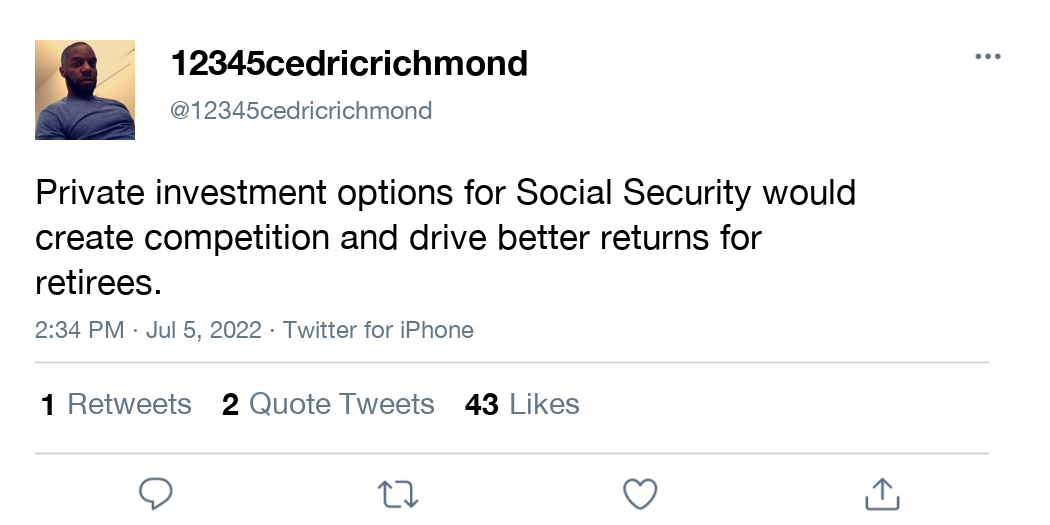 12345cedricrichmond
@12345cedricrichmond
Private investment options for Social Security would
create competition and drive better returns for
retirees.
2:34 PM · Jul 5, 2022 · Twitter for iPhone
1 Retweets 2 Quote Tweets 43 Likes